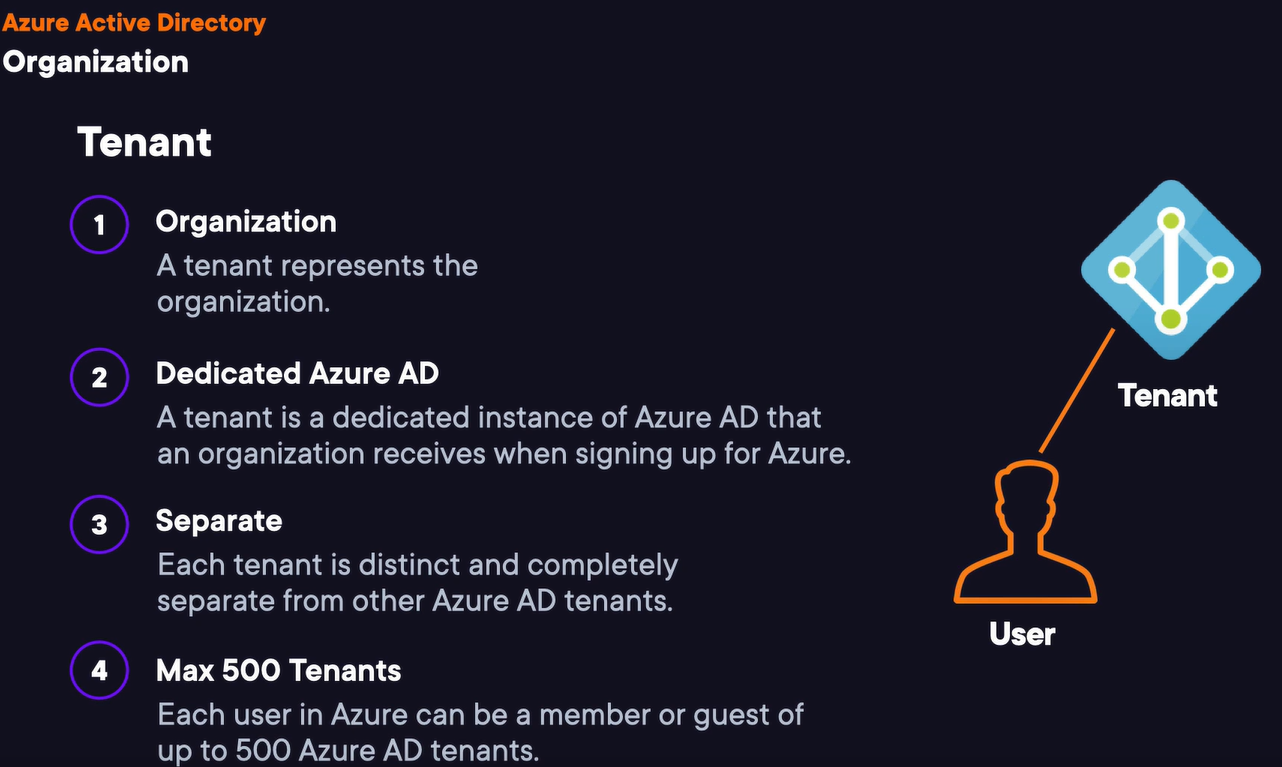 Azure Active Directory
Organization
Tenant
1
Organization
A tenant represents the
organization.
2
Dedicated Azure AD
A tenant is a dedicated instance of Azure AD that
an organization receives when signing up for Azure.
3
Separate
Each tenant is distinct and completely
separate from other Azure AD tenants.
4
Max 500 Tenants
Each user in Azure can be a member or guest of
up to 500 Azure AD tenants.
Tenant
User